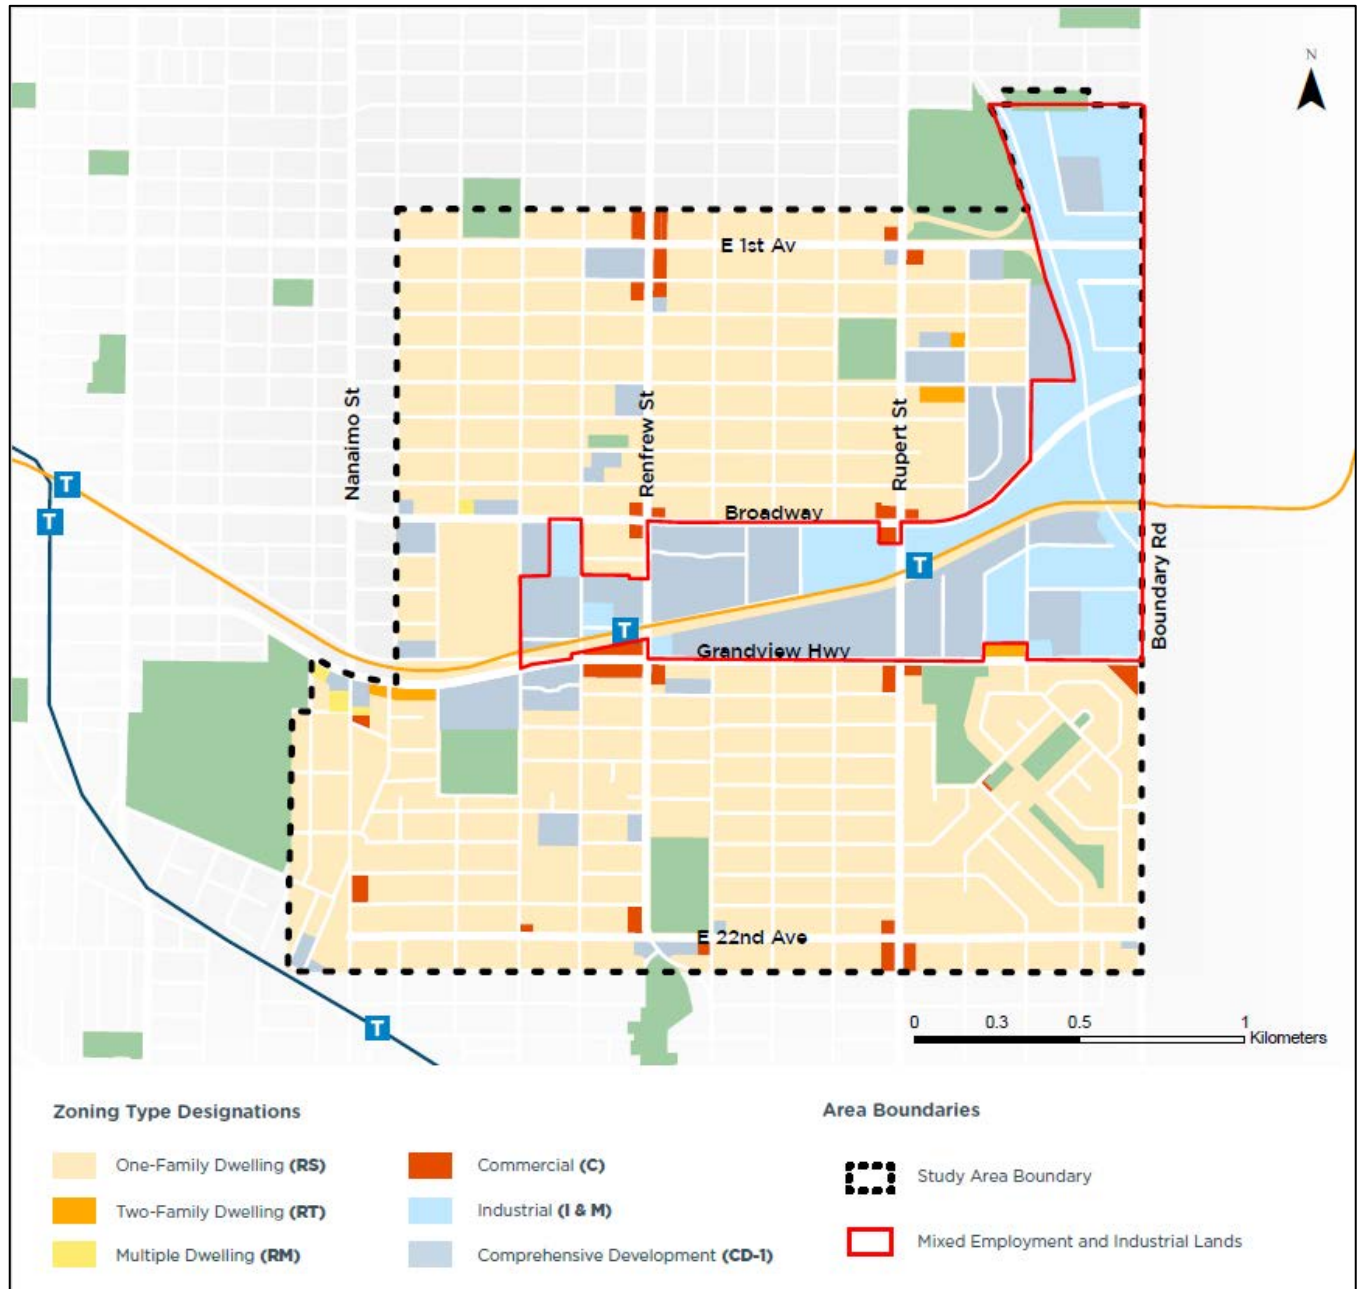 N
E 1st Av
Nanaimo St
Renfrew St
Rupert St
Broadway
T
T
T
T
Boundary Rd
Grandview Hwy
E 22nd Ave
T
0 0.3 0.5 1
Kilometers
Zoning Type Designations
One-Family Dwelling (RS)
Two-Family Dwelling (RT)
Multiple Dwelling (RM)
Commercial (C)
Industrial (I & M)
Comprehensive Development (CD-1)
Area Boundaries
Study Area Boundary
Mixed Employment and Industrial Lands